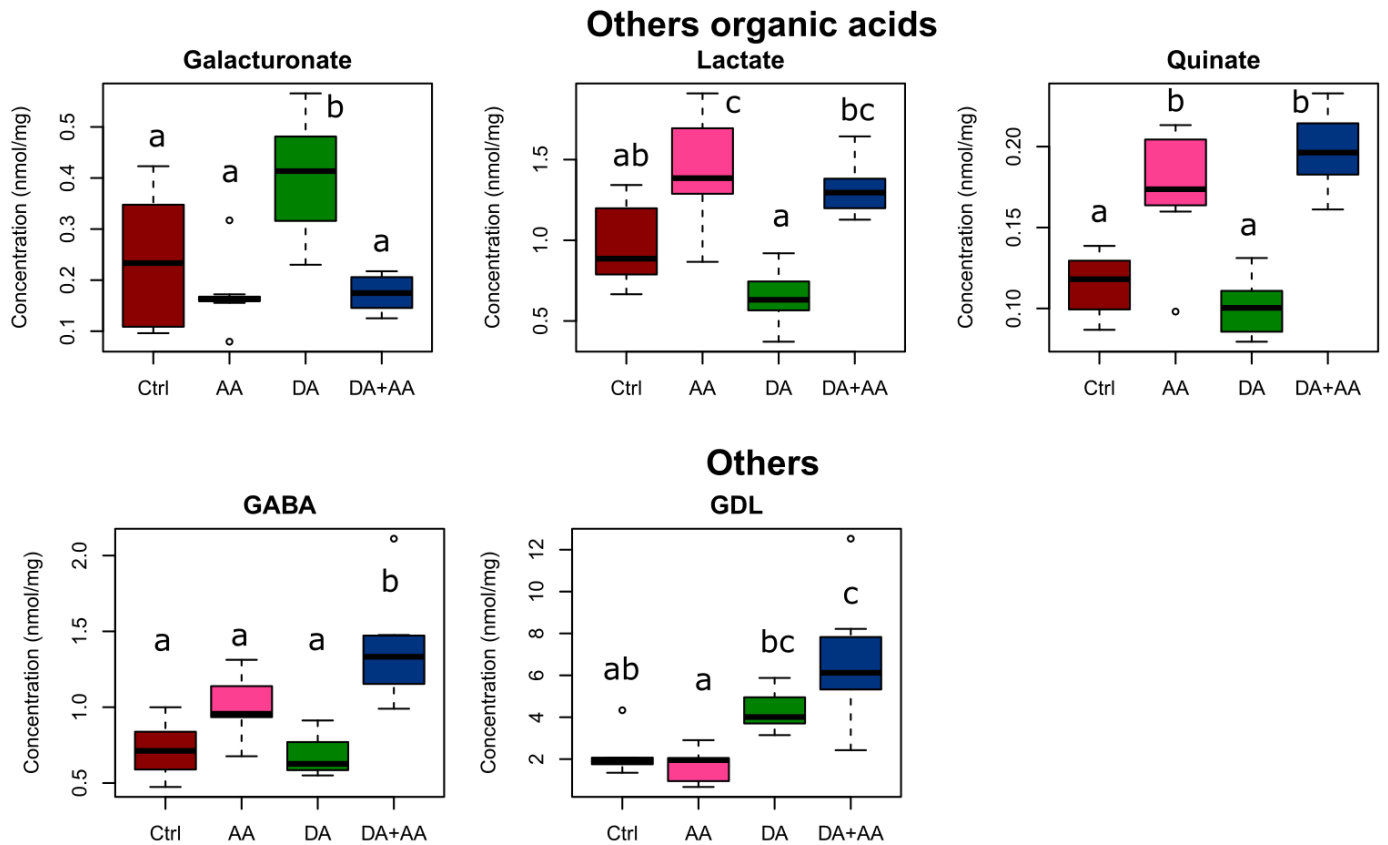 Others organic acids
Galacturonate
Concentration (nmol/mg)
0.5
0.4
0.3
0.2
0.1
a
a
b
a
Ctrl
AA
DA
DA+AA
Lactate
Concentration (nmol/mg)
1.5
1.0
0.5
ab
c
a
bc
Ctrl
AA
DA
DA+AA
Quinate
Concentration (nmol/mg)
0.20
0.15
0.10
a
b
a
b
Ctrl
AA
DA
DA+AA
Others
GABA
Concentration (nmol/mg)
2.0
1.5
1.0
0.5
a
a
a
b
Ctrl
AA
DA
DA+AA
GDL
Concentration (nmol/mg)
12
10
8
6
4
2
ab
a
bc
c
Ctrl
AA
DA
DA+AA